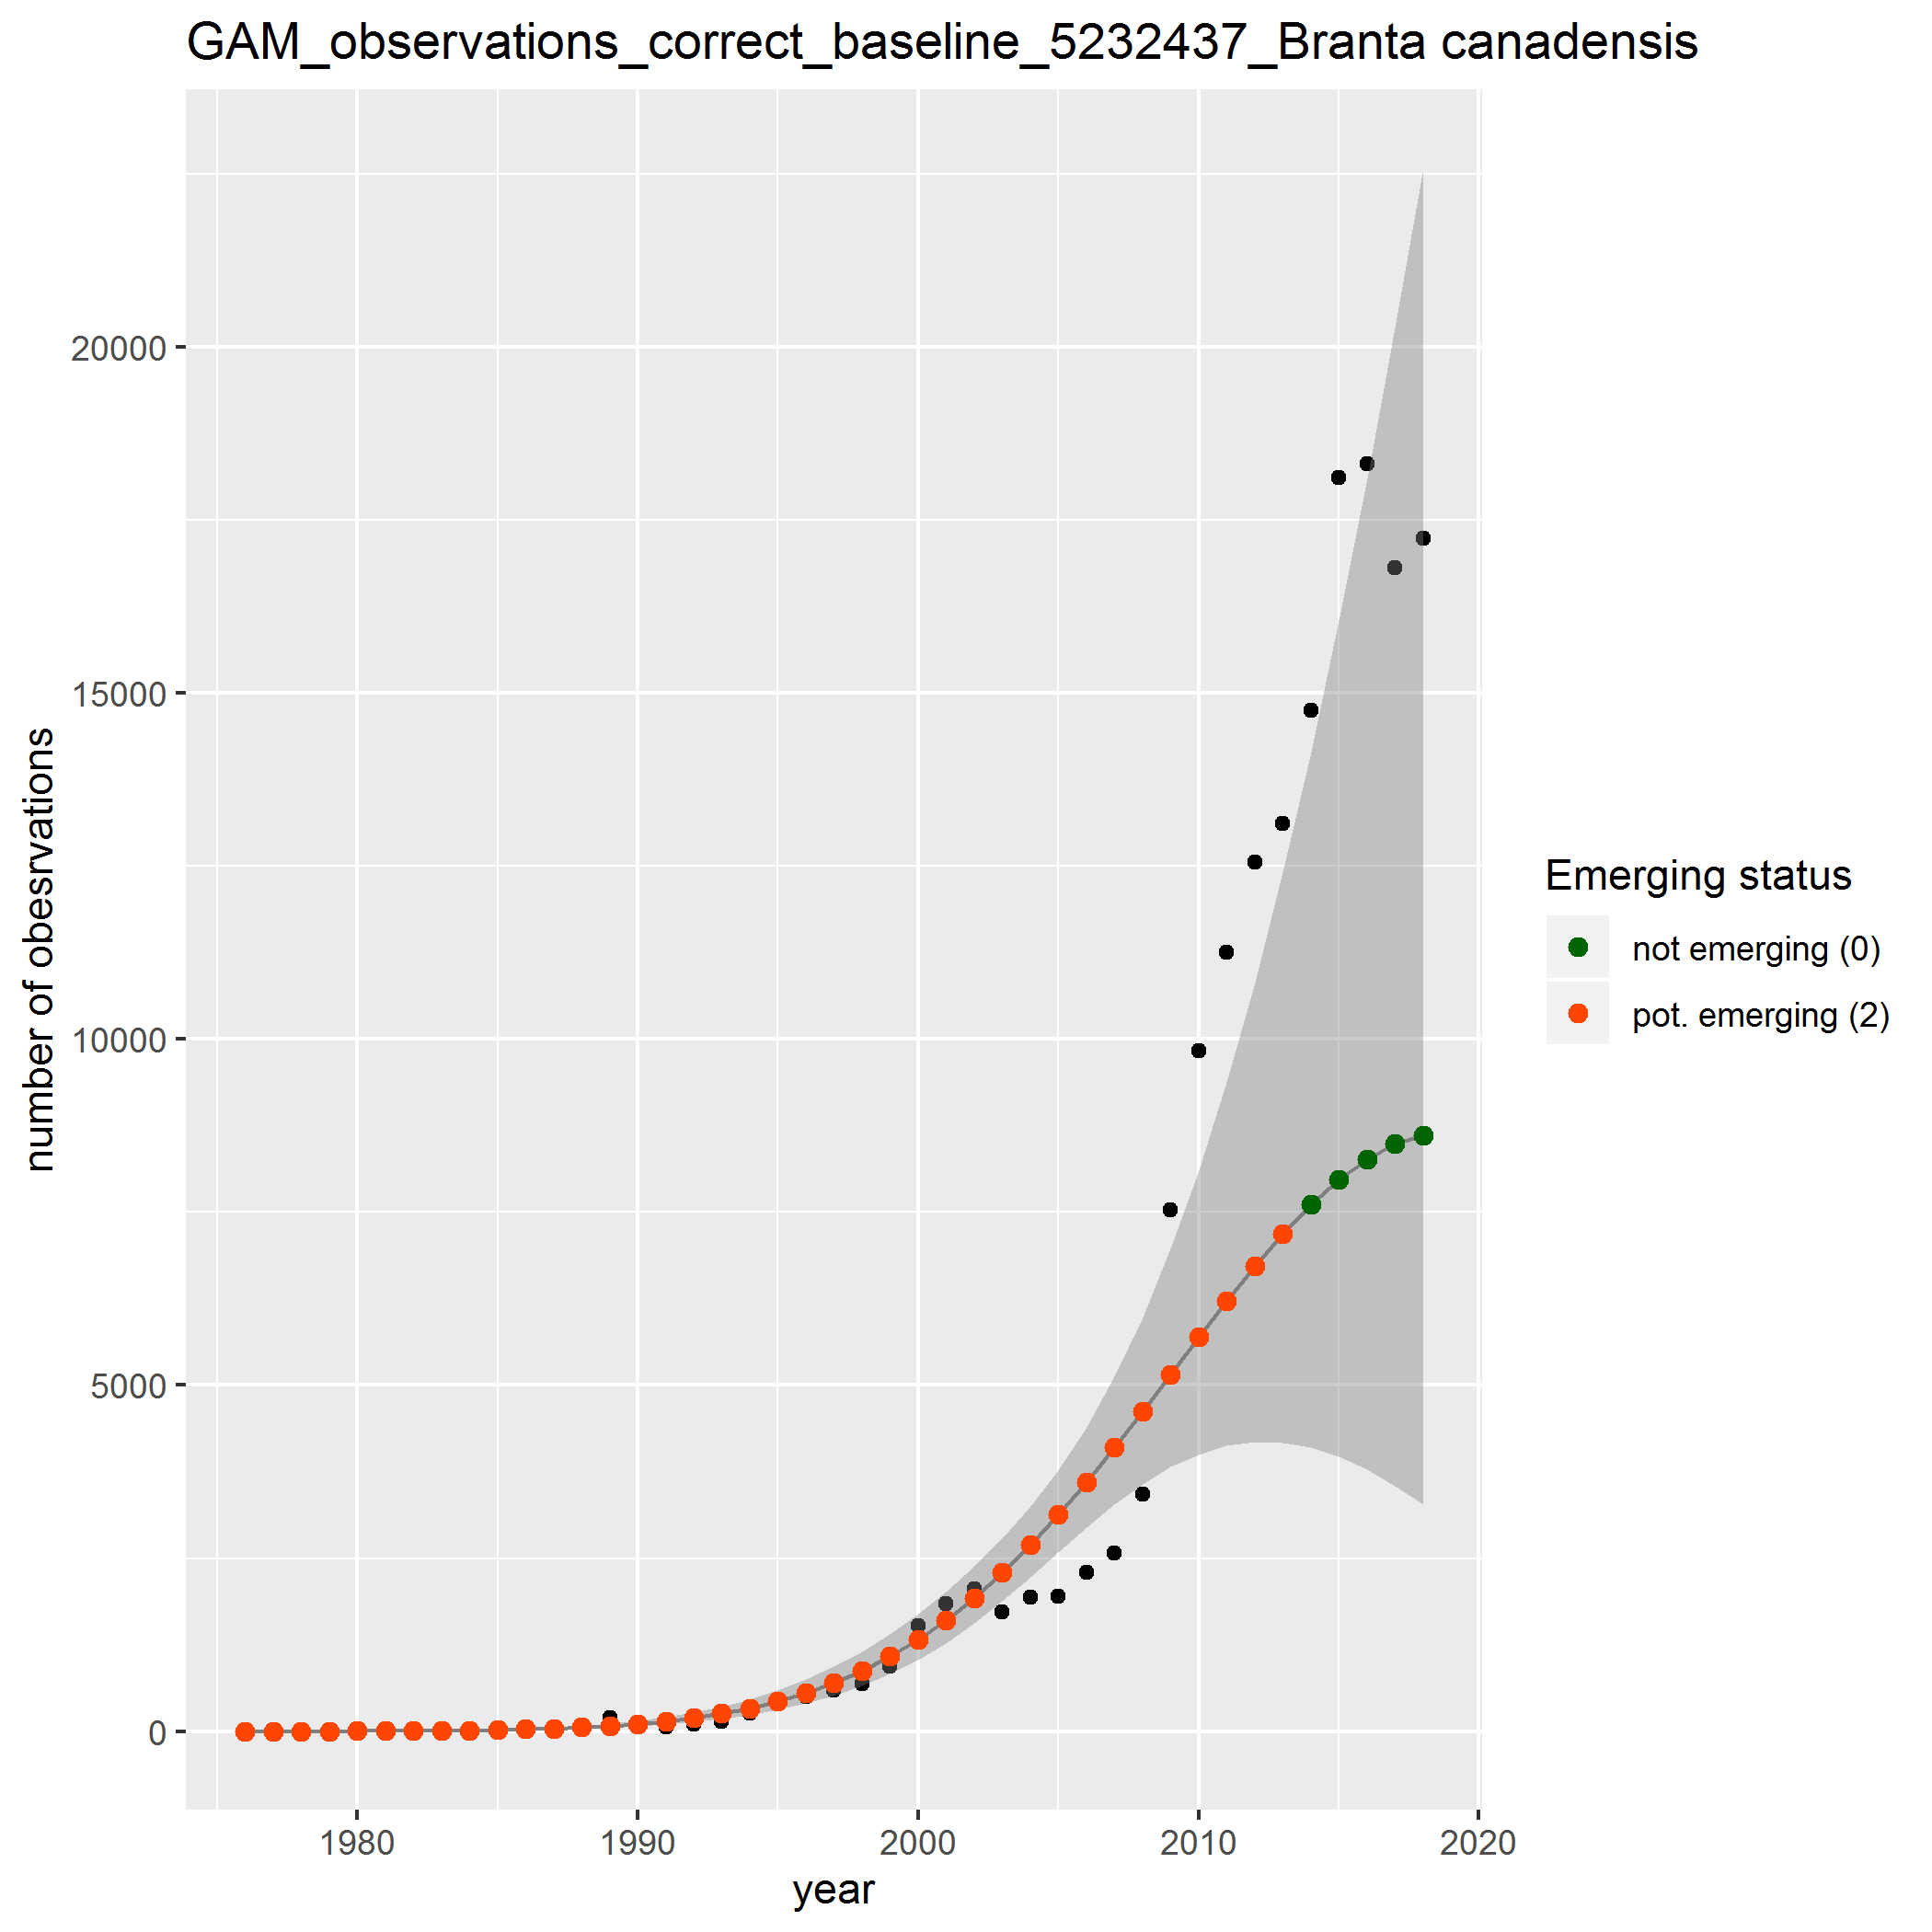 GAM_observations_correct_baseline_5232437_Branta canadensis
number of obesrvations
20000
15000
10000
5000
0
1980 1990 2000 2010 2020
year
Emerging status
not emerging (0)
pot. emerging (2)